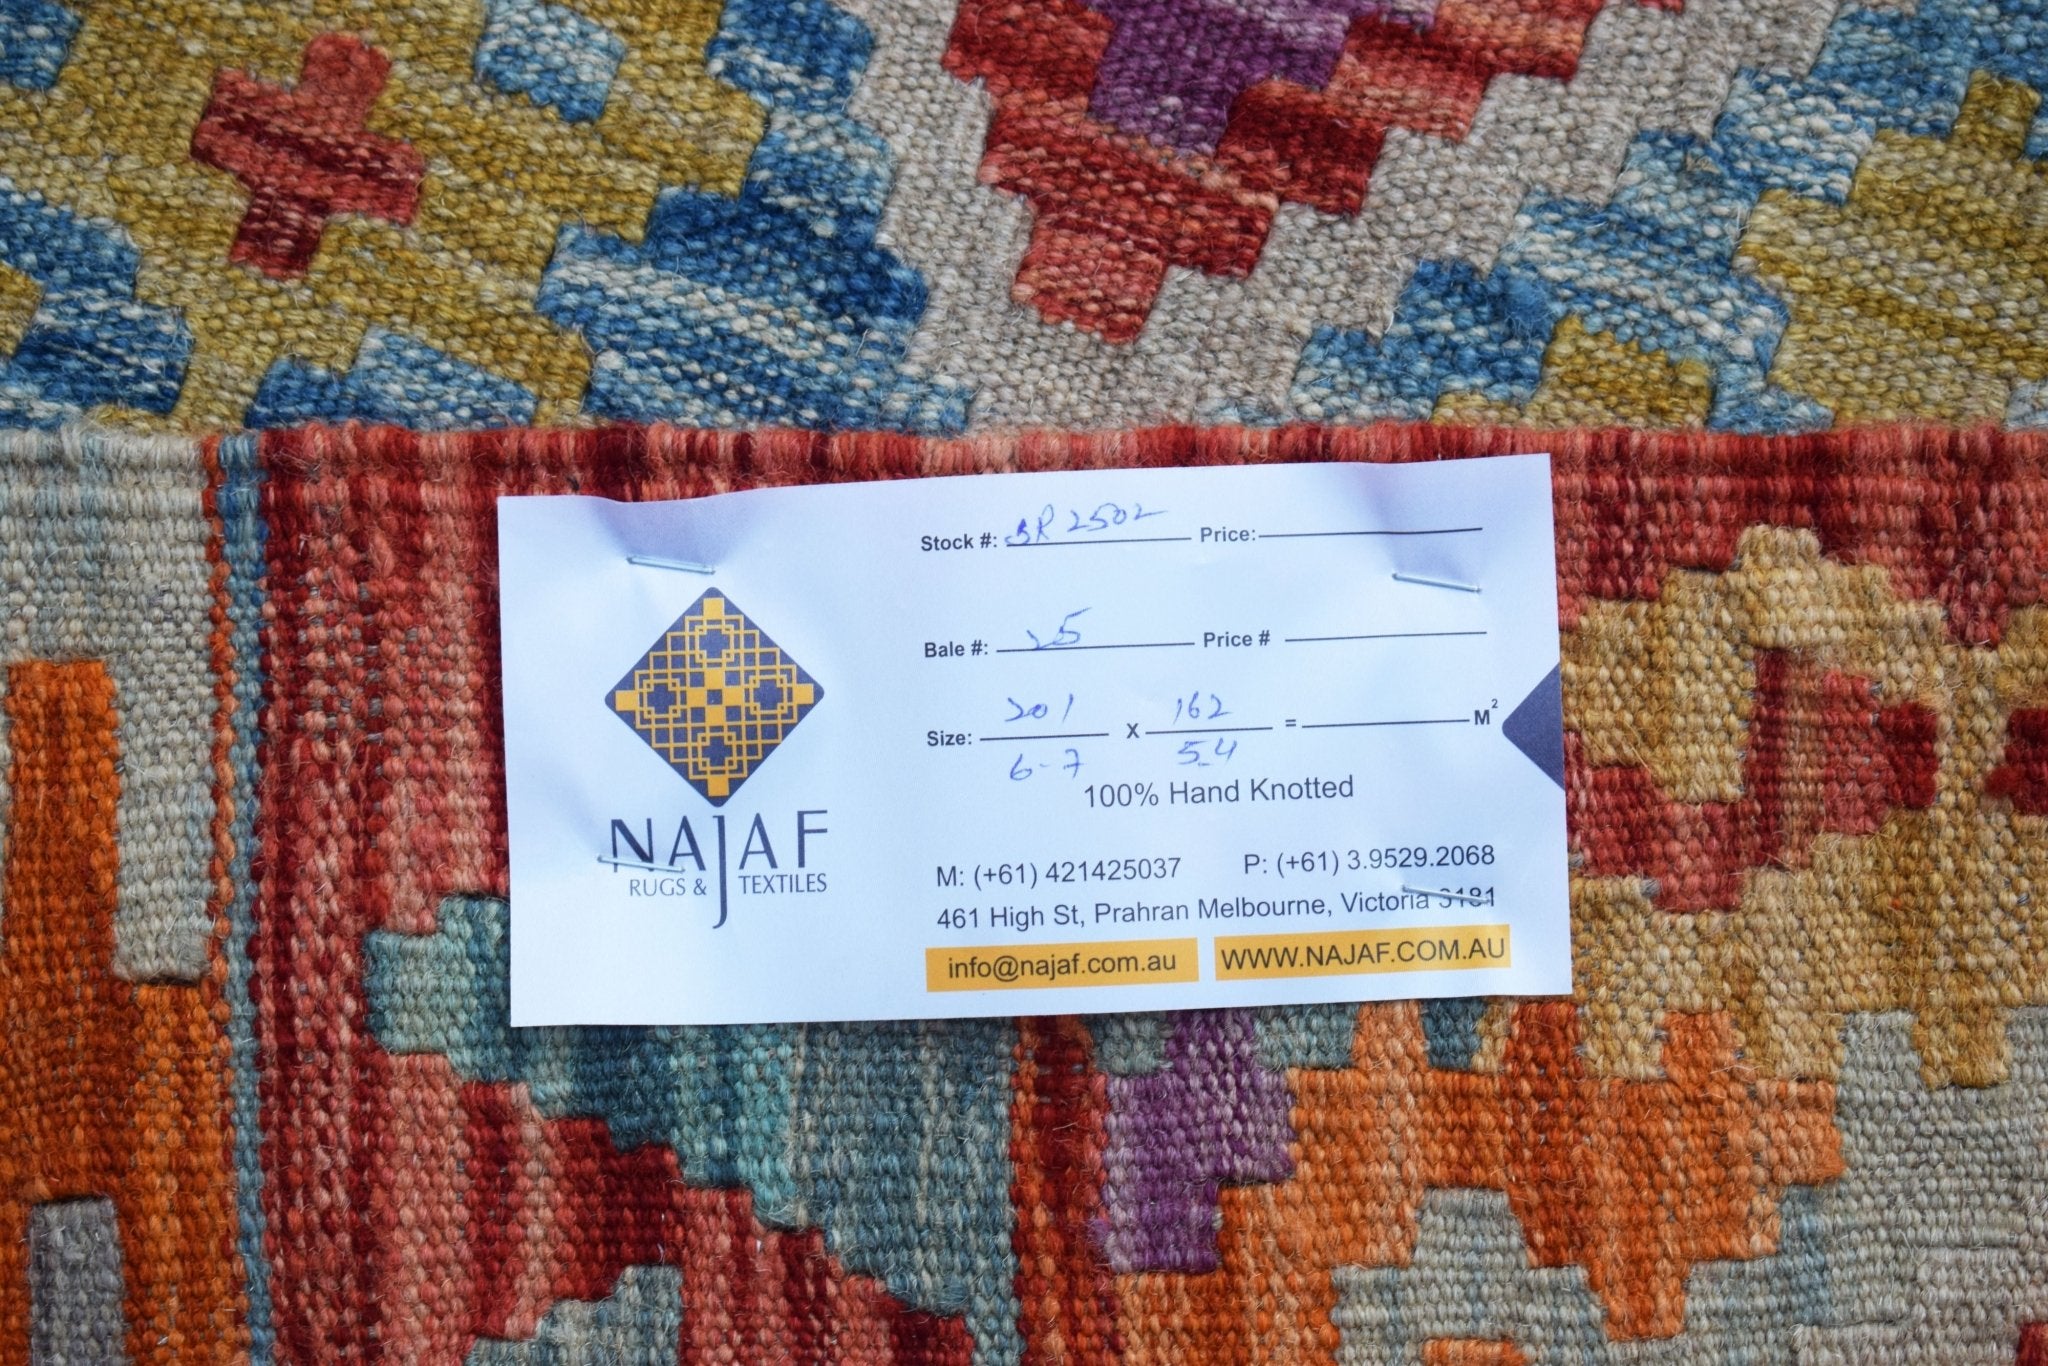 NAJAF
RUGS & TEXTILES
Stock #: SR 2502 Price:
Bale #: 25 Price #
Size: 201 x 162 = M²
6-7 5-4
100% Hand Knotted
M: (+61) 421425037 P: (+61) 3.9529.2068
461 High St, Prahran Melbourne, Victoria 3181
info@najaf.com.au WWW.NAJAF.COM.AU